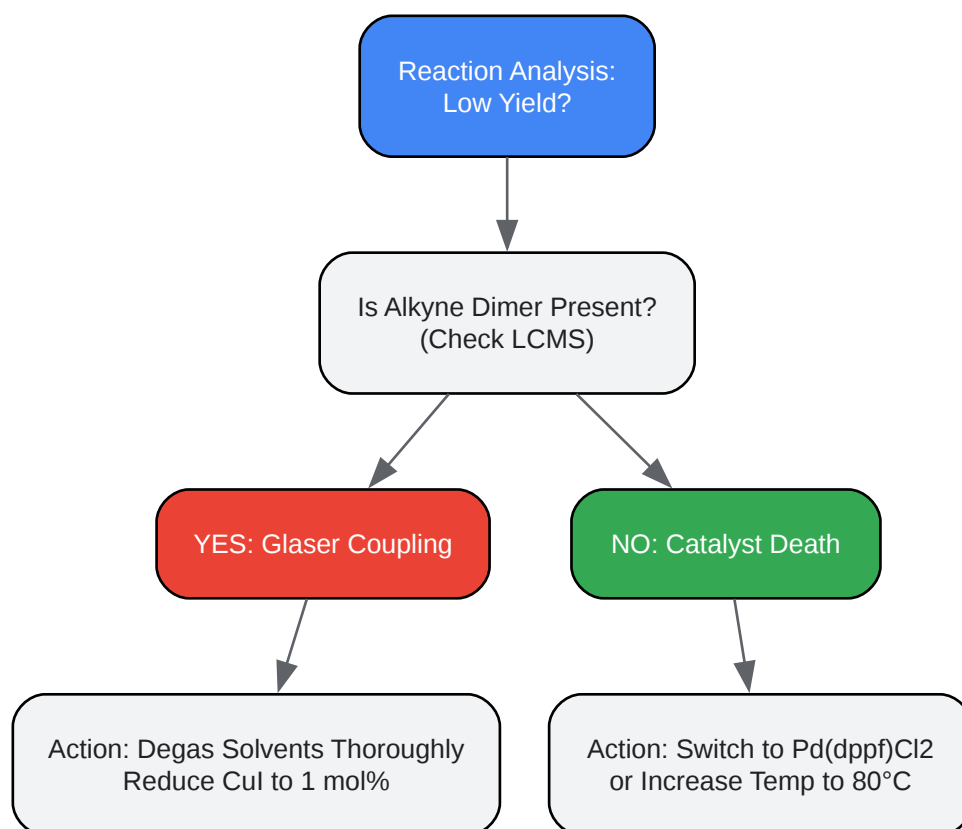 Reaction Analysis:
Low Yield?
Is Alkyne Dimer Present?
(Check LCMS)
YES: Glaser Coupling
NO: Catalyst Death
Action: Degas Solvents Thoroughly
Reduce CuI to 1 mol%
Action: Switch to Pd(dppf)Cl2
or Increase Temp to 80°C